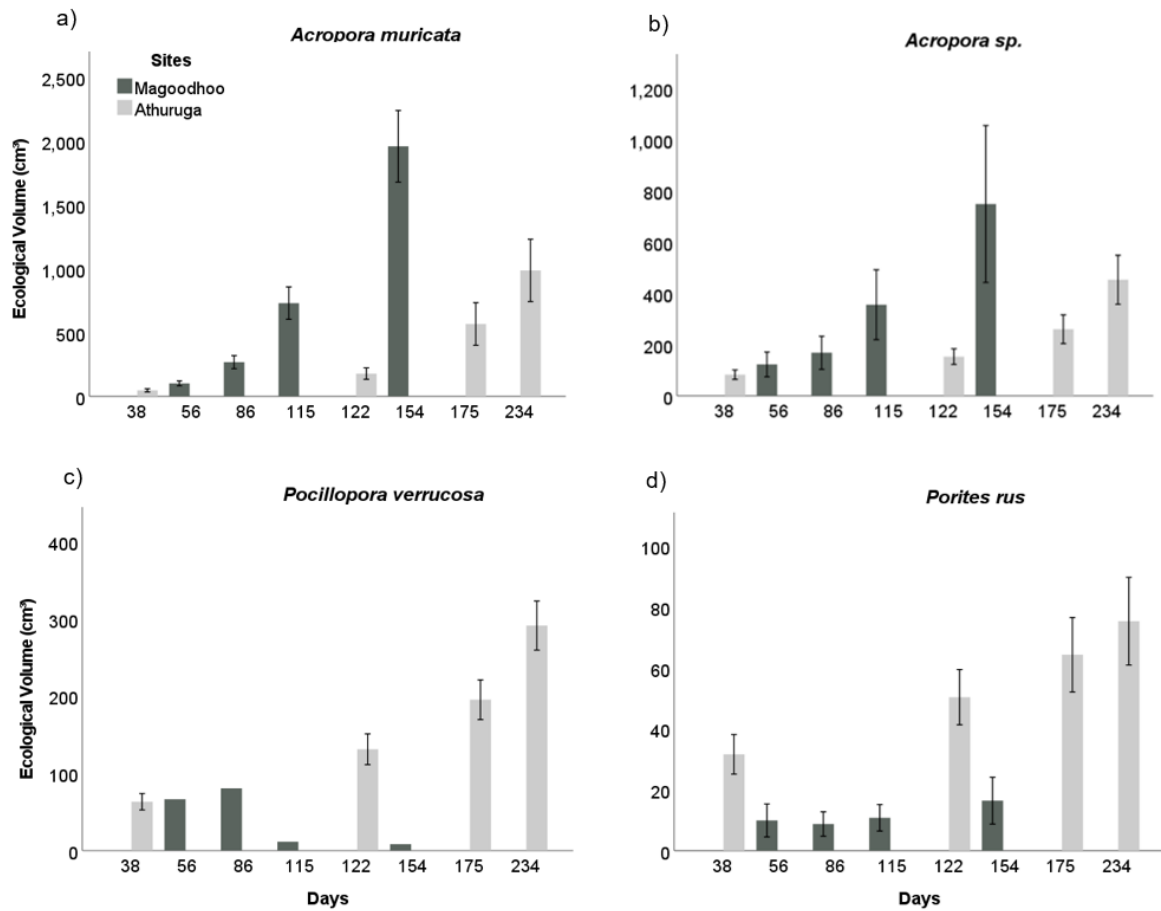 a)
Acropora muricata
Sites
Magoodhoo
Athuruga
Ecological Volume (cm³)
2,500
2,000
1,500
1,000
500
0
38 56 86 115 122 154 175 234
b)
Acropora sp.
1,200
1,000
800
600
400
200
0
38 56 86 115 122 154 175 234
c)
Pocillopora verrucosa
Ecological Volume (cm³)
400
300
200
100
0
38 56 86 115 122 154 175 234
Days
d)
Porites rus
100
80
60
40
20
0
38 56 86 115 122 154 175 234
Days